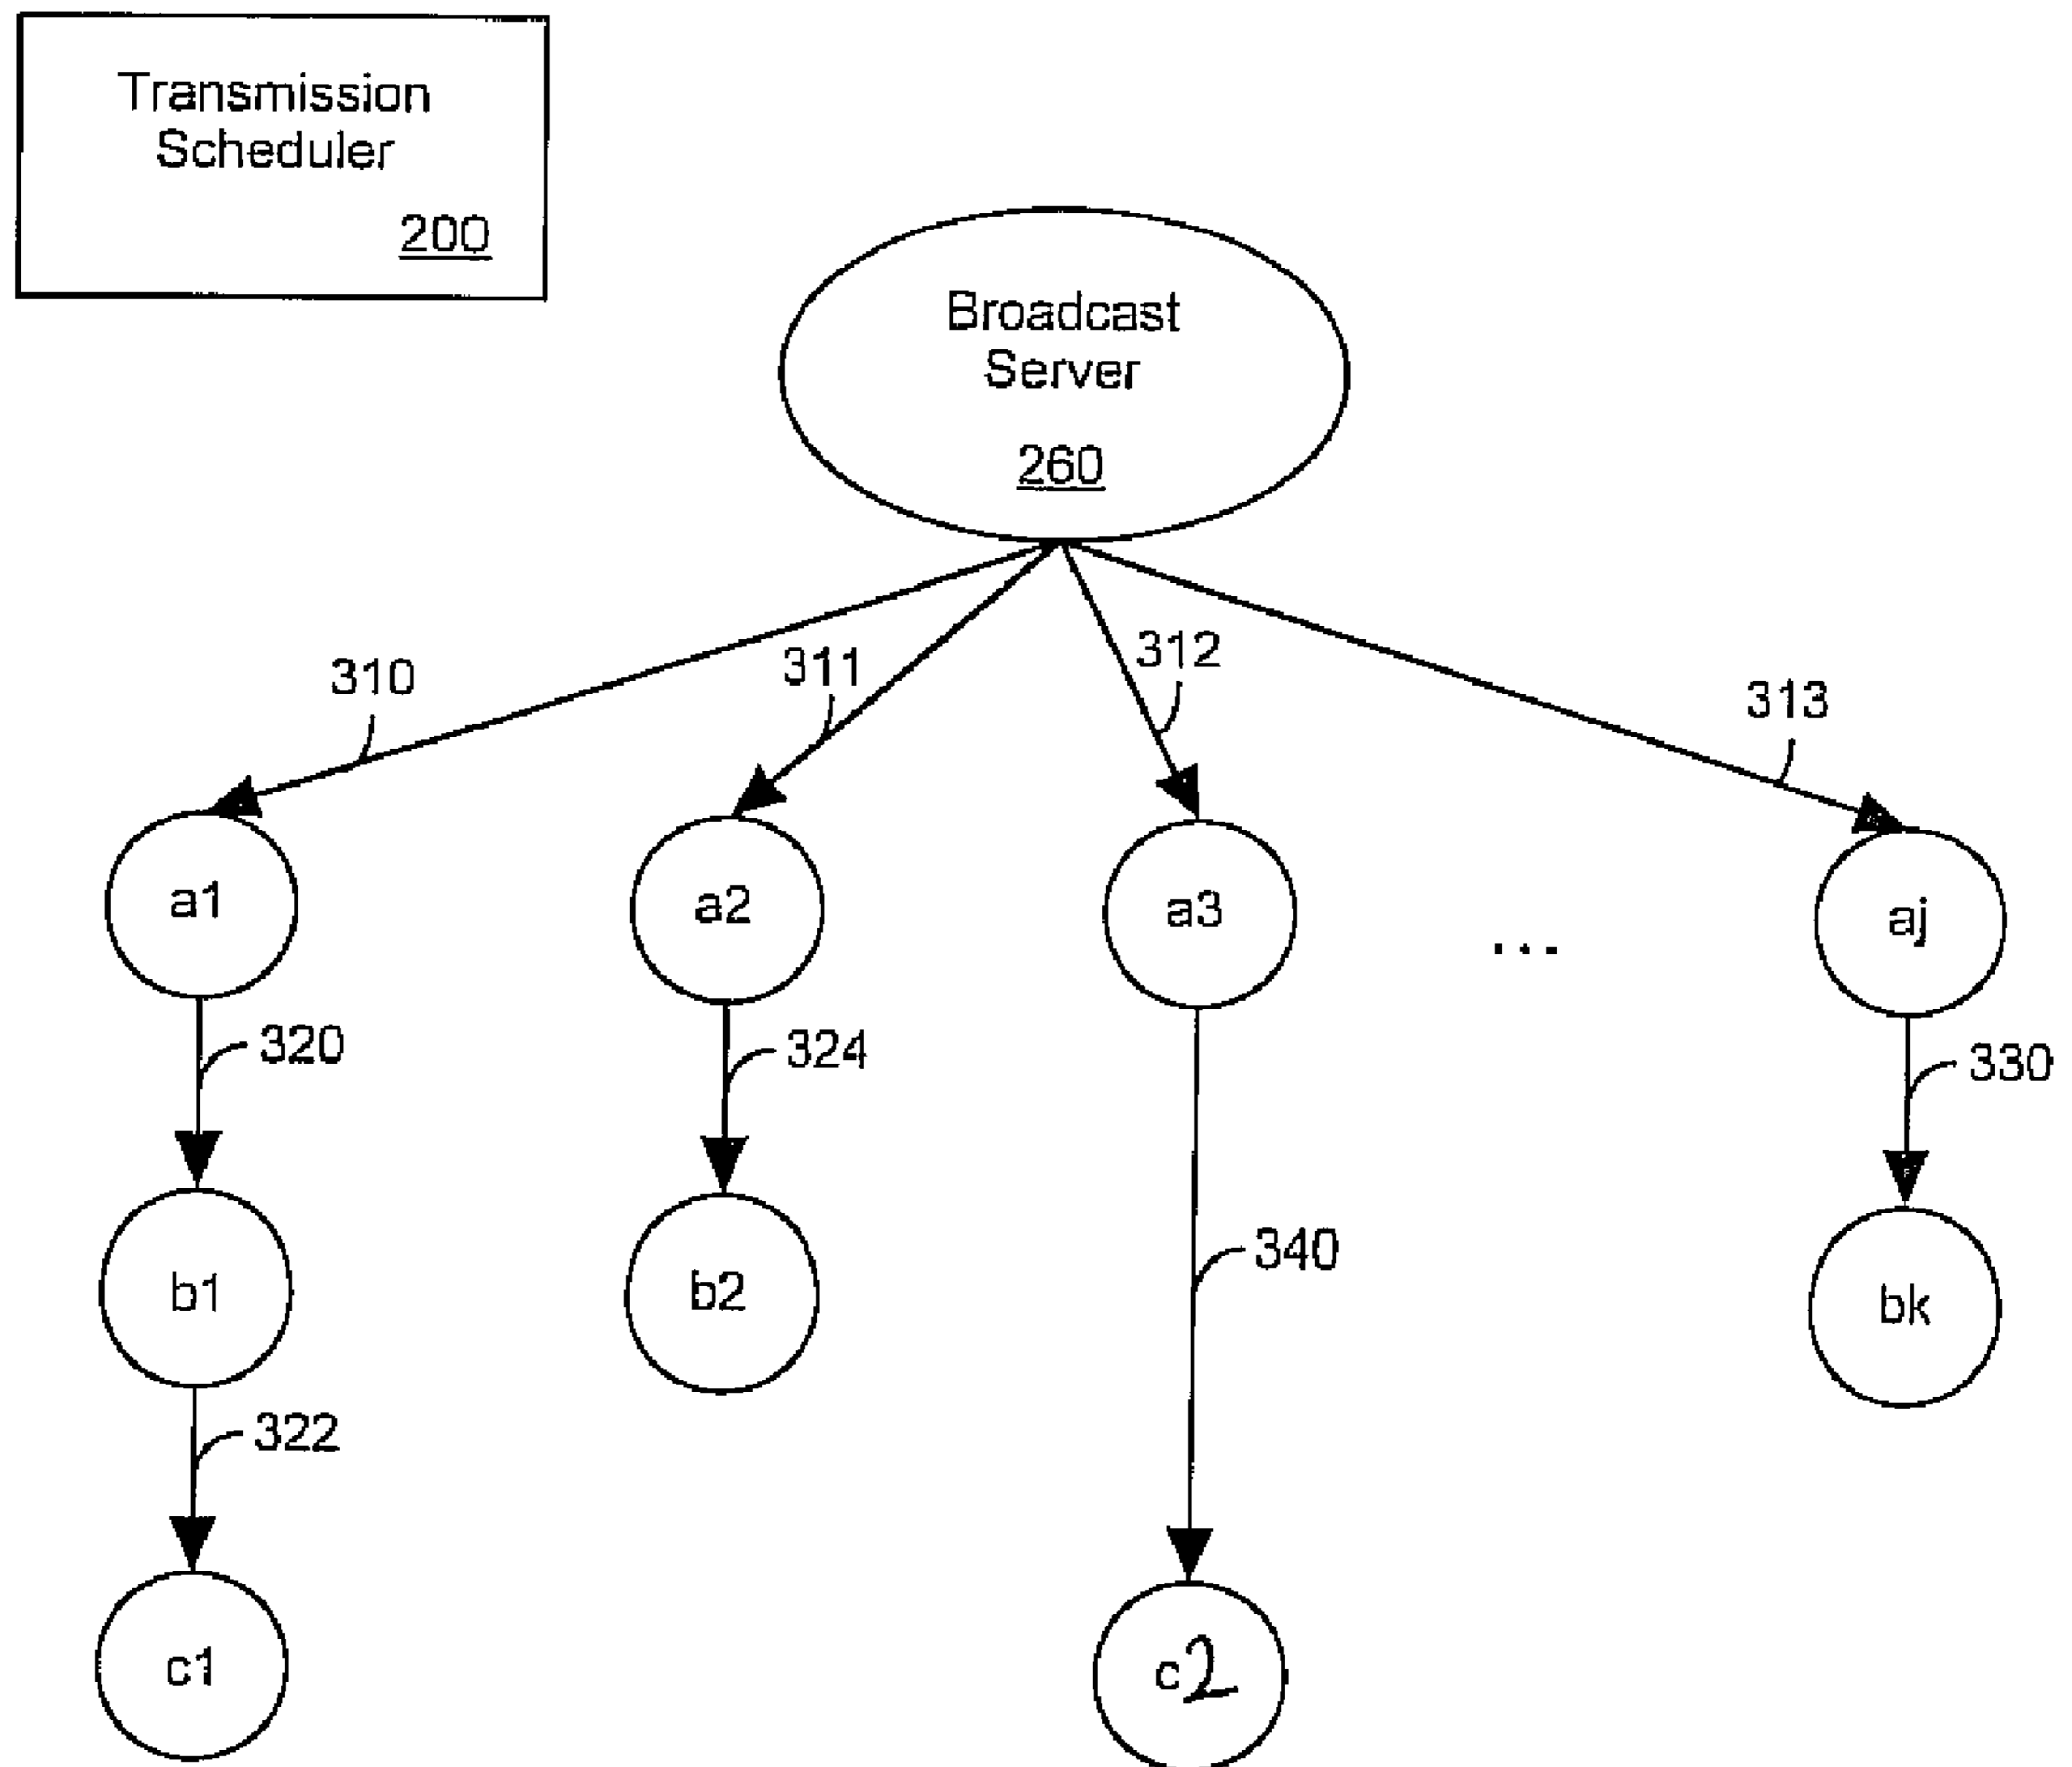 Transmission
Scheduler
200
Broadcast
Server
260
310
311
312
313
a1
a2
a3
...
aj
320
324
330
b1
b2
340
bk
322
c1
c2